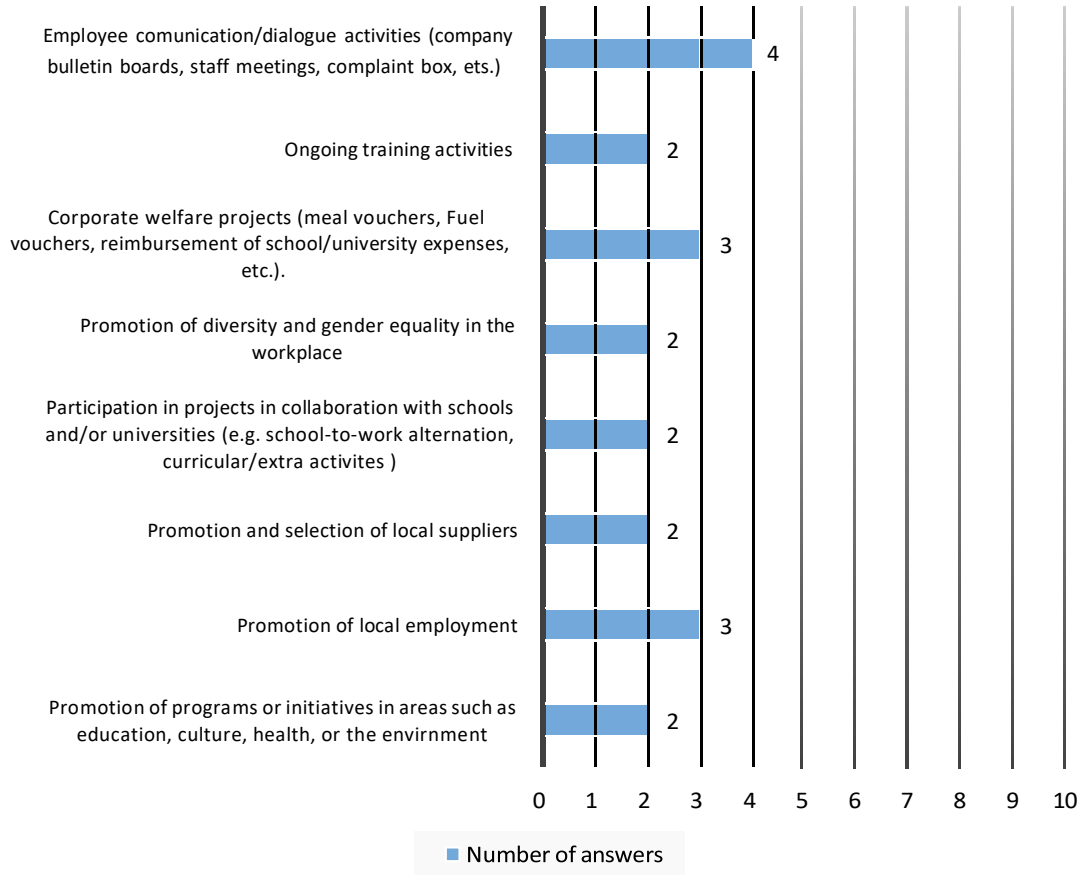 Employee comunication/dialogue activities (company
bulletin boards, staff meetings, complaint box, ets.)
4
Ongoing training activities
2
Corporate welfare projects (meal vouchers, Fuel
vouchers, reimbursement of school/university expenses,
etc.).
3
Promotion of diversity and gender equality in the
workplace
2
Participation in projects in collaboration with schools
and/or universities (e.g. school-to-work alternation,
curricular/extra activites )
2
Promotion and selection of local suppliers
2
Promotion of local employment
3
Promotion of programs or initiatives in areas such as
education, culture, health, or the envirnment
2
0 1 2 3 4 5 6 7 8 9 10
Number of answers